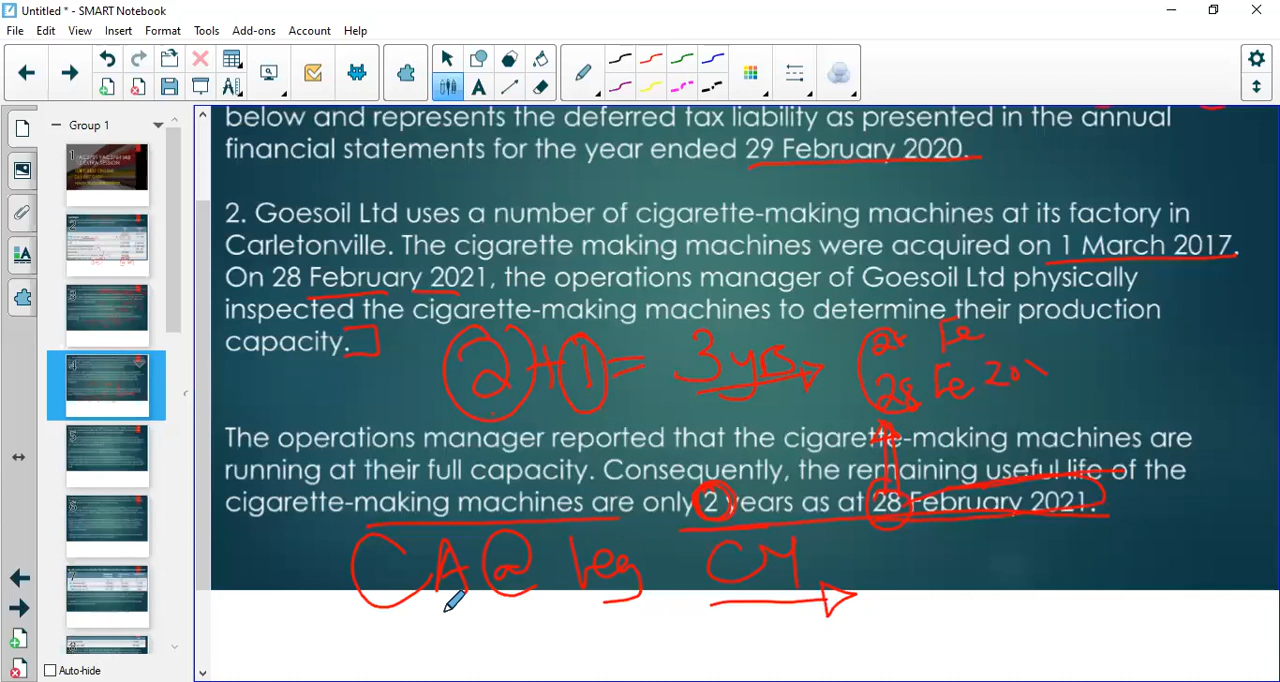 Untitled * - SMART Notebook
File Edit View Insert Format Tools Add-ons Account Help
Group 1
below and represents the deferred tax liability as presented in the annual
financial statements for the year ended 29 February 2020.
2. Goesoil Ltd uses a number of cigarette-making machines at its factory in
Carletonville. The cigarette making machines were acquired on 1 March 2017.
On 28 February 2021, the operations manager of Goesoil Ltd physically
inspected the cigarette-making machines to determine their production
capacity.
2 + 1 = 3 yrs
28 Fe
28 Fe 20
The operations manager reported that the cigarette-making machines are
running at their full capacity. Consequently, the remaining useful life of the
cigarette-making machines are only 2 years as at 28 February 2021.
CA @ beg CY
Auto-hide